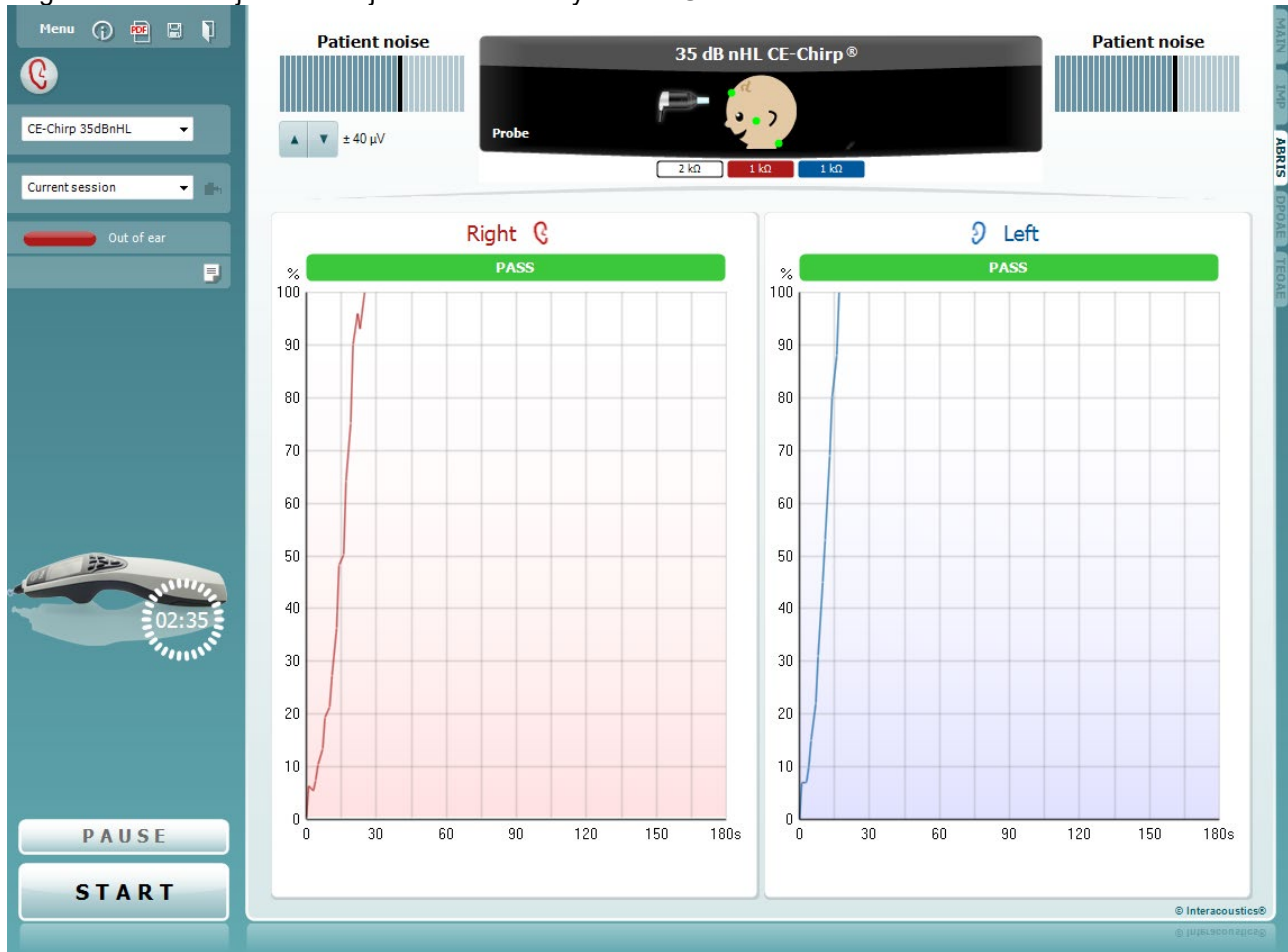 Menu
PDF
CE-Chirp 35dBnHL
Current session
Out of ear
02:35
PAUSE
START
Patient noise
± 40 µV
35 dB nHL CE-Chirp®
Probe
2 kΩ 1 kΩ 1 kΩ
Patient noise
Right
PASS
%
100
90
80
70
60
50
40
30
20
10
0
0 30 60 90 120 150 180s
Left
PASS
%
100
90
80
70
60
50
40
30
20
10
0
0 30 60 90 120 150 180s
MAIN
IMP
ABRIS
DPOAE
TEOAE
© Interacoustics®
© Interacoustics®